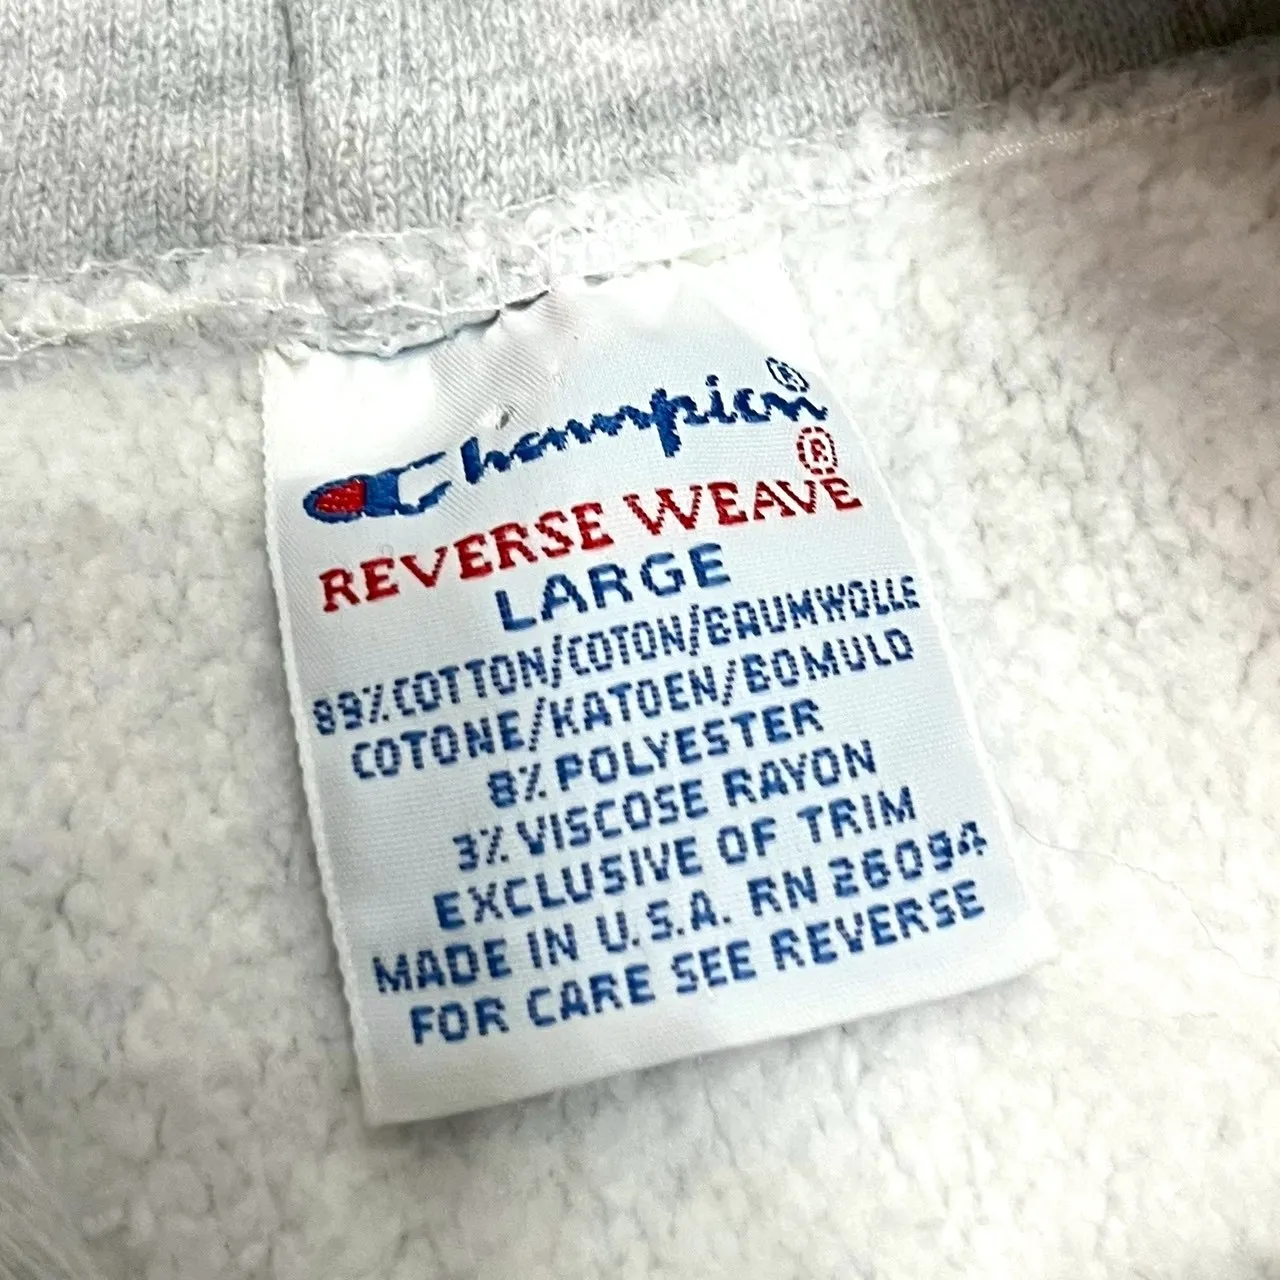 Champion®
REVERSE WEAVE®
LARGE
89% COTTON/COTON/BAUMWOLLE
COTONE/KATOEN/BOMULD
8% POLYESTER
3% VISCOSE RAYON
EXCLUSIVE OF TRIM
MADE IN U.S.A. RN 26094
FOR CARE SEE REVERSE